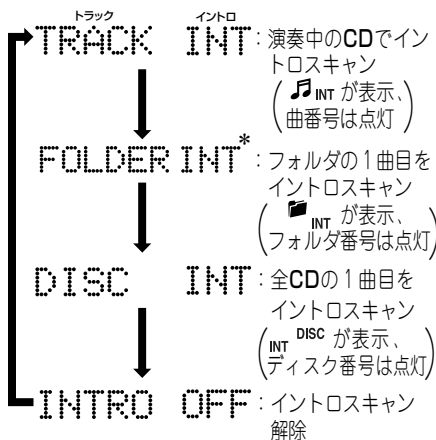 トラック イントロ
TRACK INT：演奏中のCDでイン
トロスキャン
（ INT が表示、
曲番号は点灯 ）
FOLDER INT*：フォルダの1曲目を
イントロスキャン
（ INT が表示、
フォルダ番号は点灯）
DISC INT：全CDの1曲目を
イントロスキャン
（INT DISC が表示、
ディスク番号は点灯）
INTRO OFF：イントロスキャン
解除